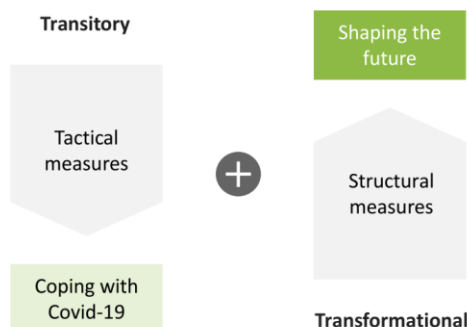 Transitory
Tactical
measures
Coping with
Covid-19
Shaping the
future
Structural
measures
Transformational